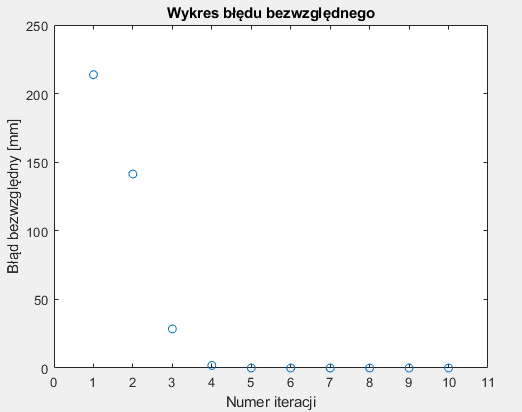 Wykres błędu bezwzględnego
250
200
150
100
50
0
Błąd bezwzględny [mm]
0 1 2 3 4 5 6 7 8 9 10 11
Numer iteracji